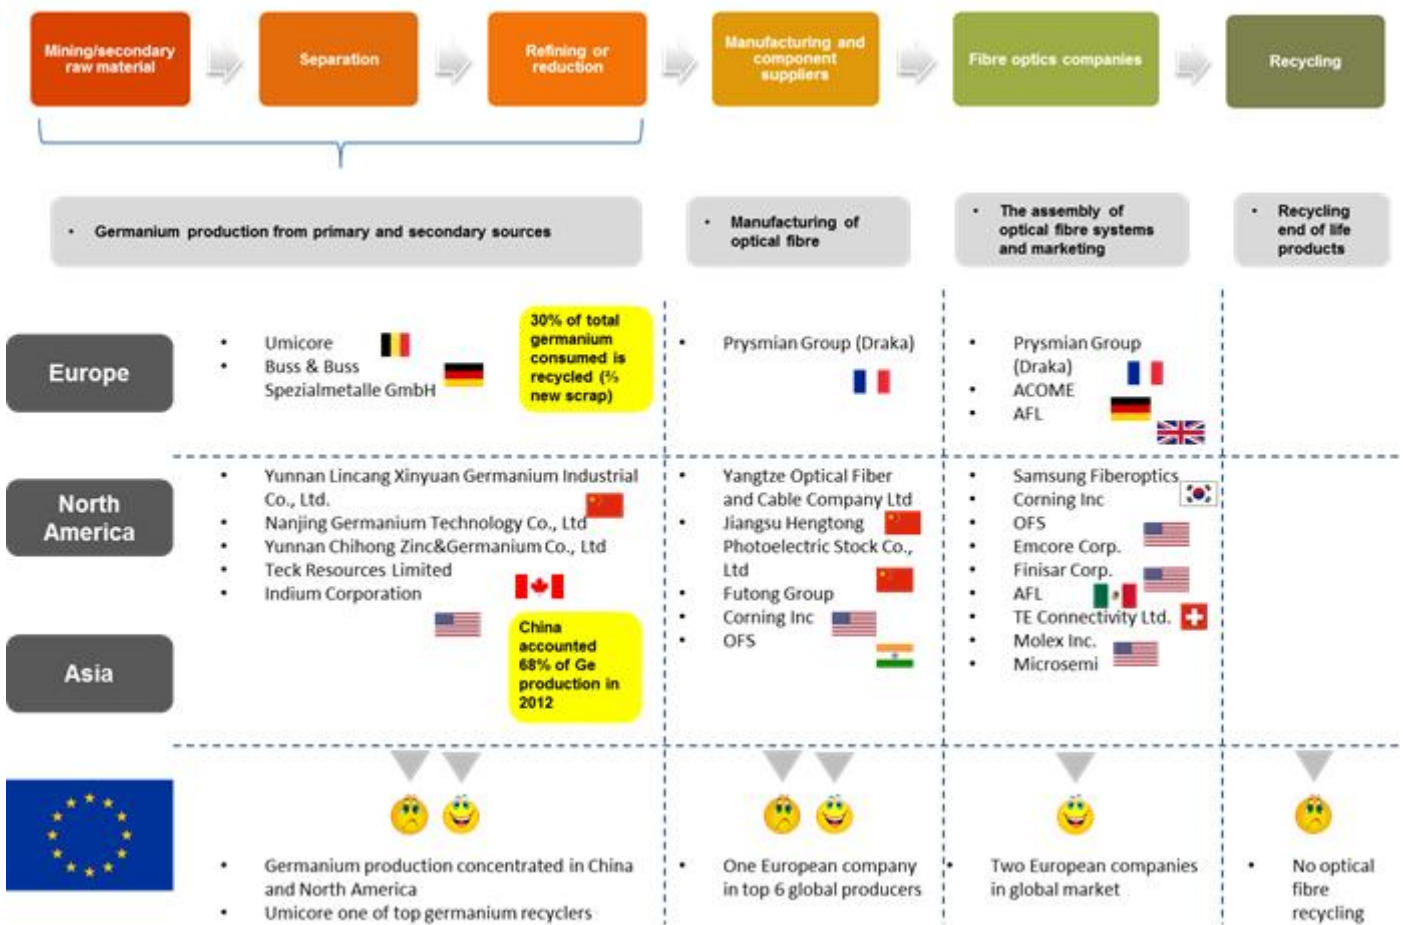 Mining/secondary
raw material
Separation
Refining or
reduction
Manufacturing and
component
suppliers
Fibre optics companies
Recycling
• Germanium production from primary and secondary sources
• Manufacturing of
optical fibre
• The assembly of
optical fibre systems
and marketing
• Recycling
end of life
products
Europe
• Umicore
• Buss & Buss
Spezialmetalle GmbH
30% of total
germanium
consumed is
recycled (⅗
new scrap)
• Prysmian Group (Draka)
• Prysmian Group
(Draka)
• ACOME
• AFL
North
America
Asia
• Yunnan Lincang Xinyuan Germanium Industrial
Co., Ltd.
• Nanjing Germanium Technology Co., Ltd
• Yunnan Chihong Zinc&Germanium Co., Ltd
• Teck Resources Limited
• Indium Corporation
China
accounted
68% of Ge
production in
2012
• Yangtze Optical Fiber
and Cable Company Ltd
• Jiangsu Hengtong
Photoelectric Stock Co.,
Ltd
• Futong Group
• Corning Inc
• OFS
• Samsung Fiberoptics
• Corning Inc
• OFS
• Emcore Corp.
• Finisar Corp.
• AFL
• TE Connectivity Ltd.
• Molex Inc.
• Microsemi
• Germanium production concentrated in China
and North America
• Umicore one of top germanium recyclers
• One European company
in top 6 global producers
• Two European companies
in global market
• No optical
fibre
recycling